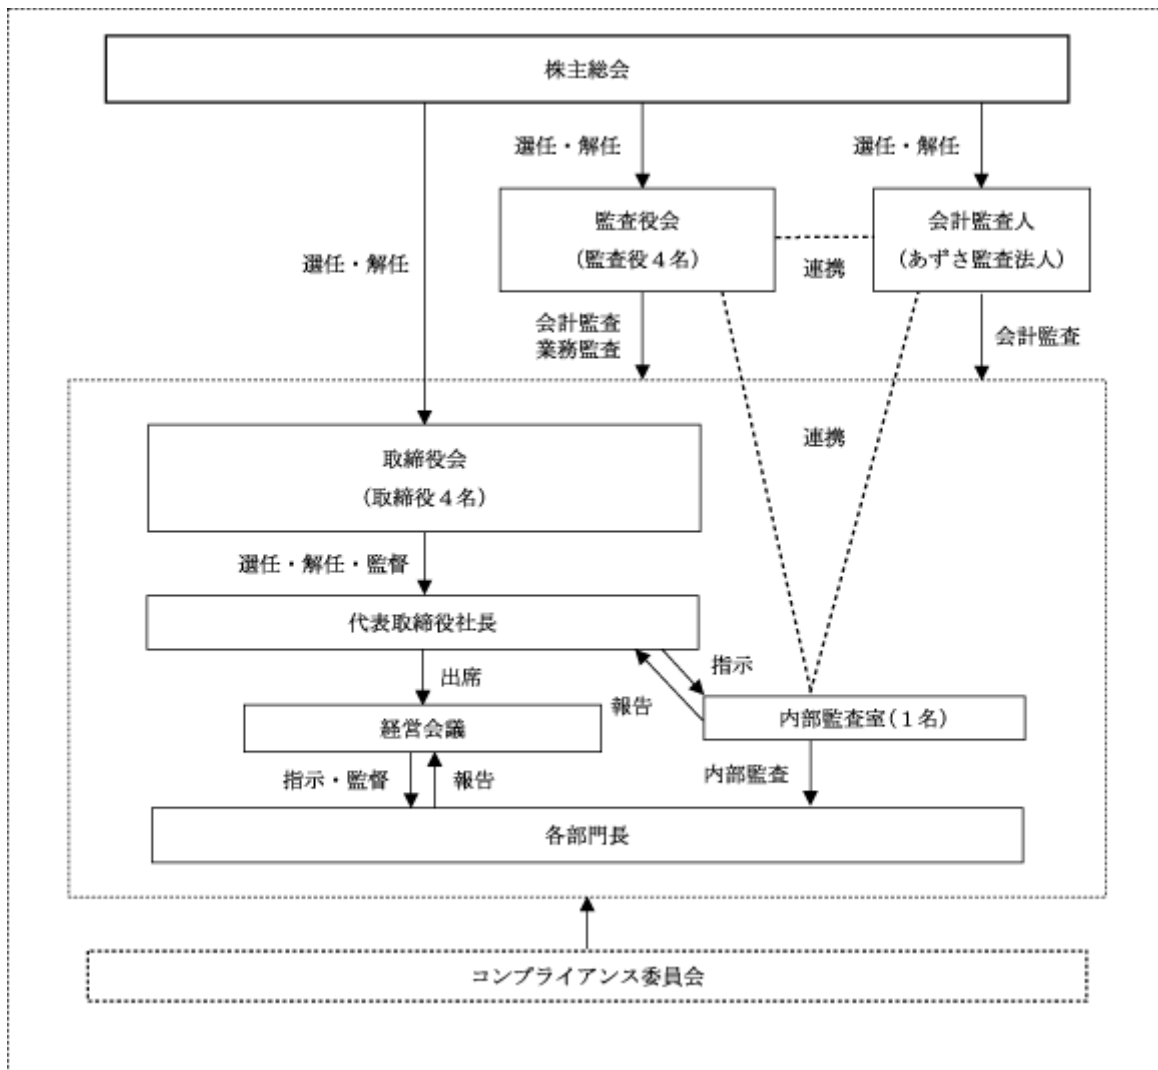 株主総会
選任・解任
選任・解任
監査役会
(監査役4名)
会計監査人
(あずさ監査法人)
選任・解任
連携
会計監査
業務監査
会計監査
取締役会
(取締役4名)
連携
選任・解任・監督
代表取締役社長
出席
指示
報告
内部監査室(1名)
経営会議
指示・監督
報告
内部監査
各部門長
コンプライアンス委員会